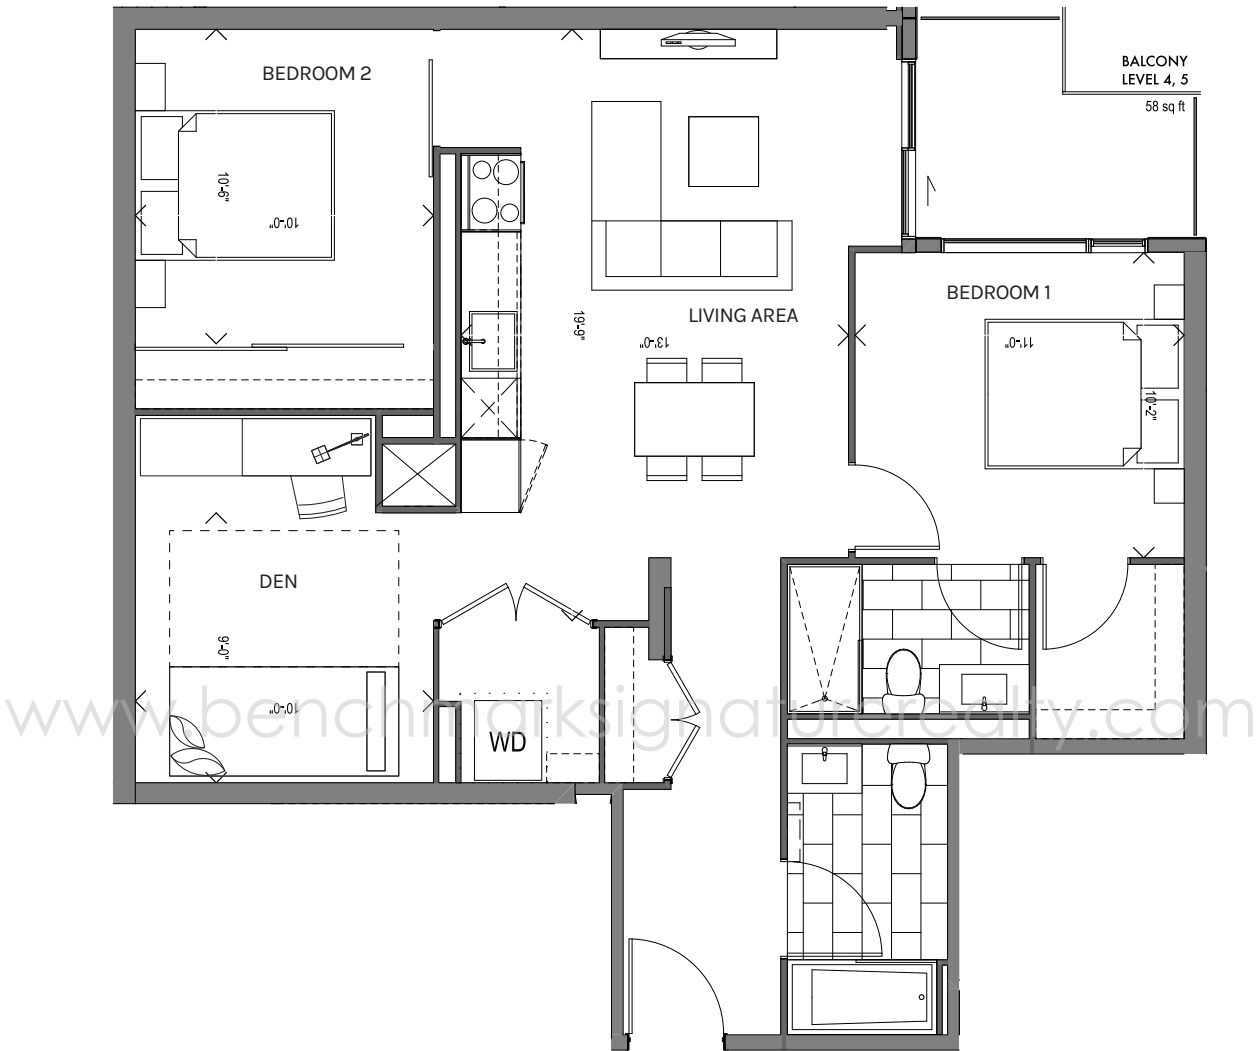 BEDROOM 2
BALCONY
LEVEL 4, 5
58 sq ft
10'-6"
10'-0"
BEDROOM 1
LIVING AREA
19'-9"
13'-0"
11'-0"
10'-2"
DEN
9'-0"
10'-0"
www.benchmarksignaturerealty.com
WD